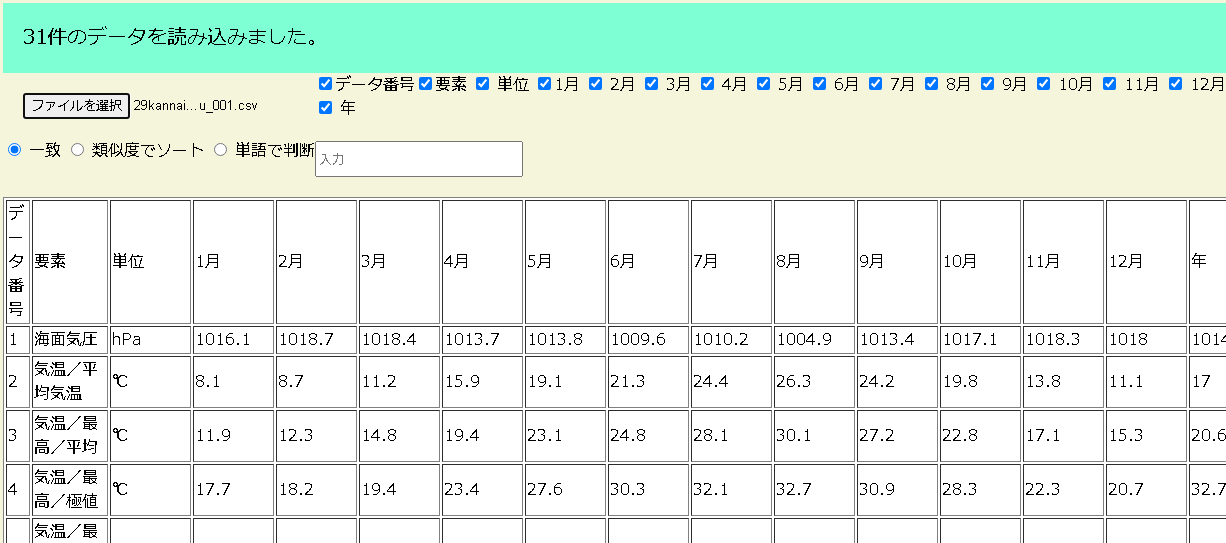 31件のデータを読み込みました。
データ番号 要素 単位 1月 2月 3月 4月 5月 6月 7月 8月 9月 10月 11月 12月
ファイルを選択 29kannai...u_001.csv
年
一致 類似度でソート 単語で判断 入力
データ番号 要素 単位 1月 2月 3月 4月 5月 6月 7月 8月 9月 10月 11月 12月 年
1 海面気圧 hPa 1016.1 1018.7 1018.4 1013.7 1013.8 1009.6 1010.2 1004.9 1013.4 1017.1 1018.3 1018 1014
2 気温／平均気温 ℃ 8.1 8.7 11.2 15.9 19.1 21.3 24.4 26.3 24.2 19.8 13.8 11.1 17
3 気温／最高／平均 ℃ 11.9 12.3 14.8 19.4 23.1 24.8 28.1 30.1 27.2 22.8 17.1 15.3 20.6
4 気温／最高／極値 ℃ 17.7 18.2 19.4 23.4 27.6 30.3 32.1 32.7 30.9 28.3 22.3 20.7 32.7
気温／最